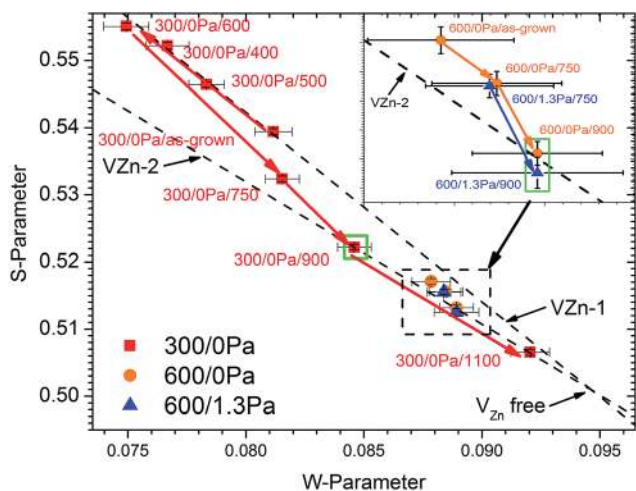 0.55
0.54
0.53
0.52
0.51
0.50
S-Parameter
300/0Pa/600
300/0Pa/400
300/0Pa/500
300/0Pa/as-grown
VZn-2
300/0Pa/750
300/0Pa/900
300/0Pa/1100
VZn-1
V_Zn free
600/0Pa/as-grown
600/0Pa/750
VZn-2
600/1.3Pa/750
600/0Pa/900
600/1.3Pa/900
300/0Pa
600/0Pa
600/1.3Pa
0.075
0.080
0.085
0.090
0.095
W-Parameter